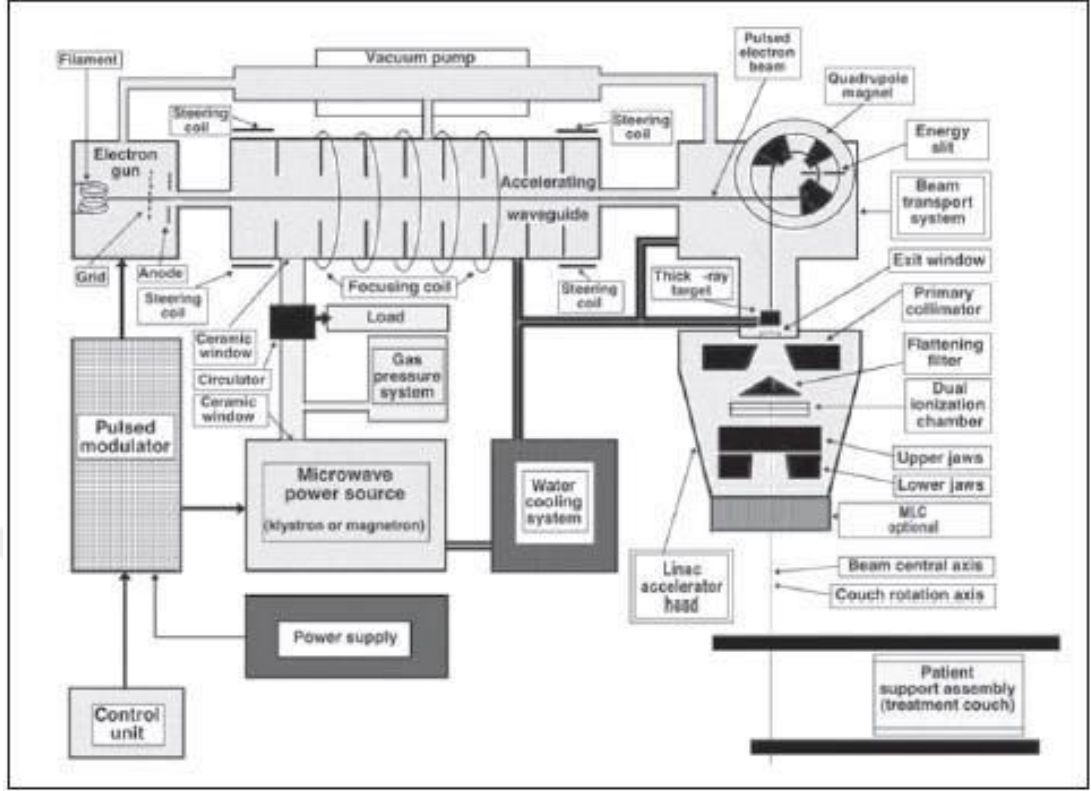 Filament
Vacuum pump
Pulsed
electron
beam
Quadrupole
magnel
Steering
coil
Steering
coil
Energy
slit
Electron
gun
Accelerating
waveguide
Beam
transport
system
Grid
Anode
Steering
coil
Focusing coil
Steering
coil
Thick -ray
target
Exit window
Primary
collimator
Ceramic
window
Load
Circulator
Gas
pressure
system
Flattening
filter
Ceramic
window
Dual
ionization
chamber
Pulsed
modulator
Microwave
power source
(klystron or magnetron)
Water
cooling
system
Upper jaws
Lower jaws
MLC
optional
Linac
accelerator
head
Beam central axis
Couch rotation axis
Power supply
Patient
support assembly
(treatment couch)
Control
unit